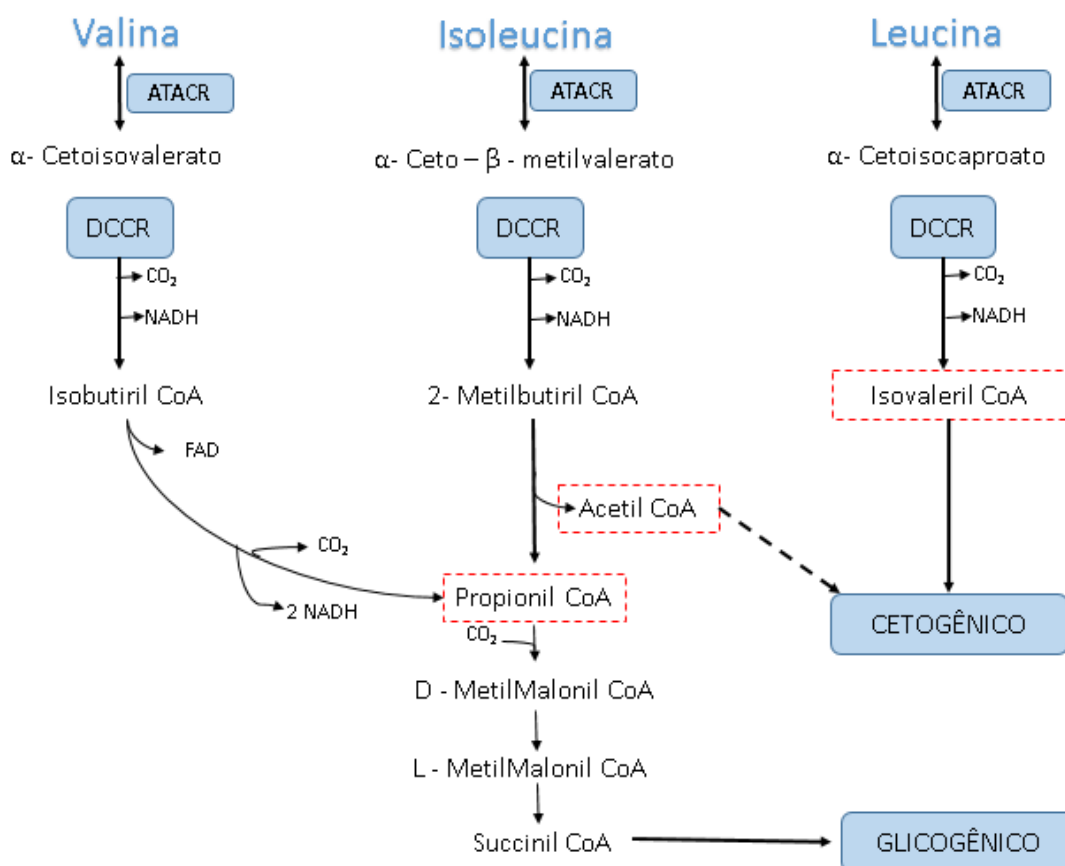 Valina Isoleucina Leucina
ATACR ATACR ATACR
α- Cetoisovalerato α- Ceto – β - metilvalerato α- Cetoisocaproato
DCCR DCCR DCCR
CO₂ CO₂ CO₂
NADH NADH NADH
Isobutiril CoA 2- Metilbutiril CoA Isovaleril CoA
FAD
Acetil CoA
CO₂
Propionil CoA
2 NADH
CETOGÊNICO
CO₂
D - MetilMalonil CoA
L - MetilMalonil CoA
Succinil CoA GLICOGÊNICO